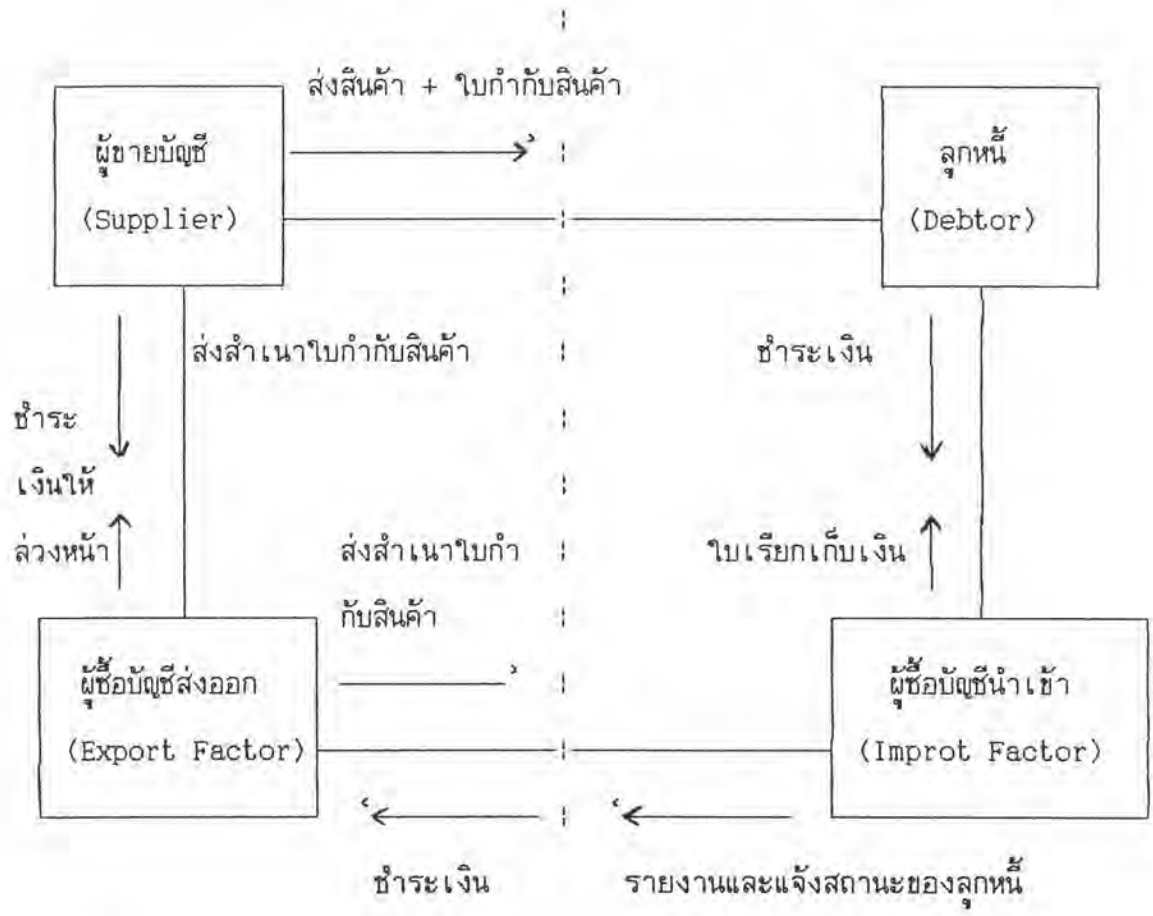 ส่งสินค้า + ใบกำกับสินค้า
ผู้ขายบัญชี
(Supplier)
ลูกหนี้
(Debtor)
ส่งสำเนาใบกำกับสินค้า
ชำระเงิน
ชำระ
เงินให้
ล่วงหน้า
ส่งสำเนาใบกำ
กับสินค้า
ใบเรียกเก็บเงิน
ผู้ซื้อบัญชีส่งออก
(Export Factor)
ผู้ซื้อบัญชีนำเข้า
(Improt Factor)
ชำระเงิน
รายงานและแจ้งสถานะของลูกหนี้